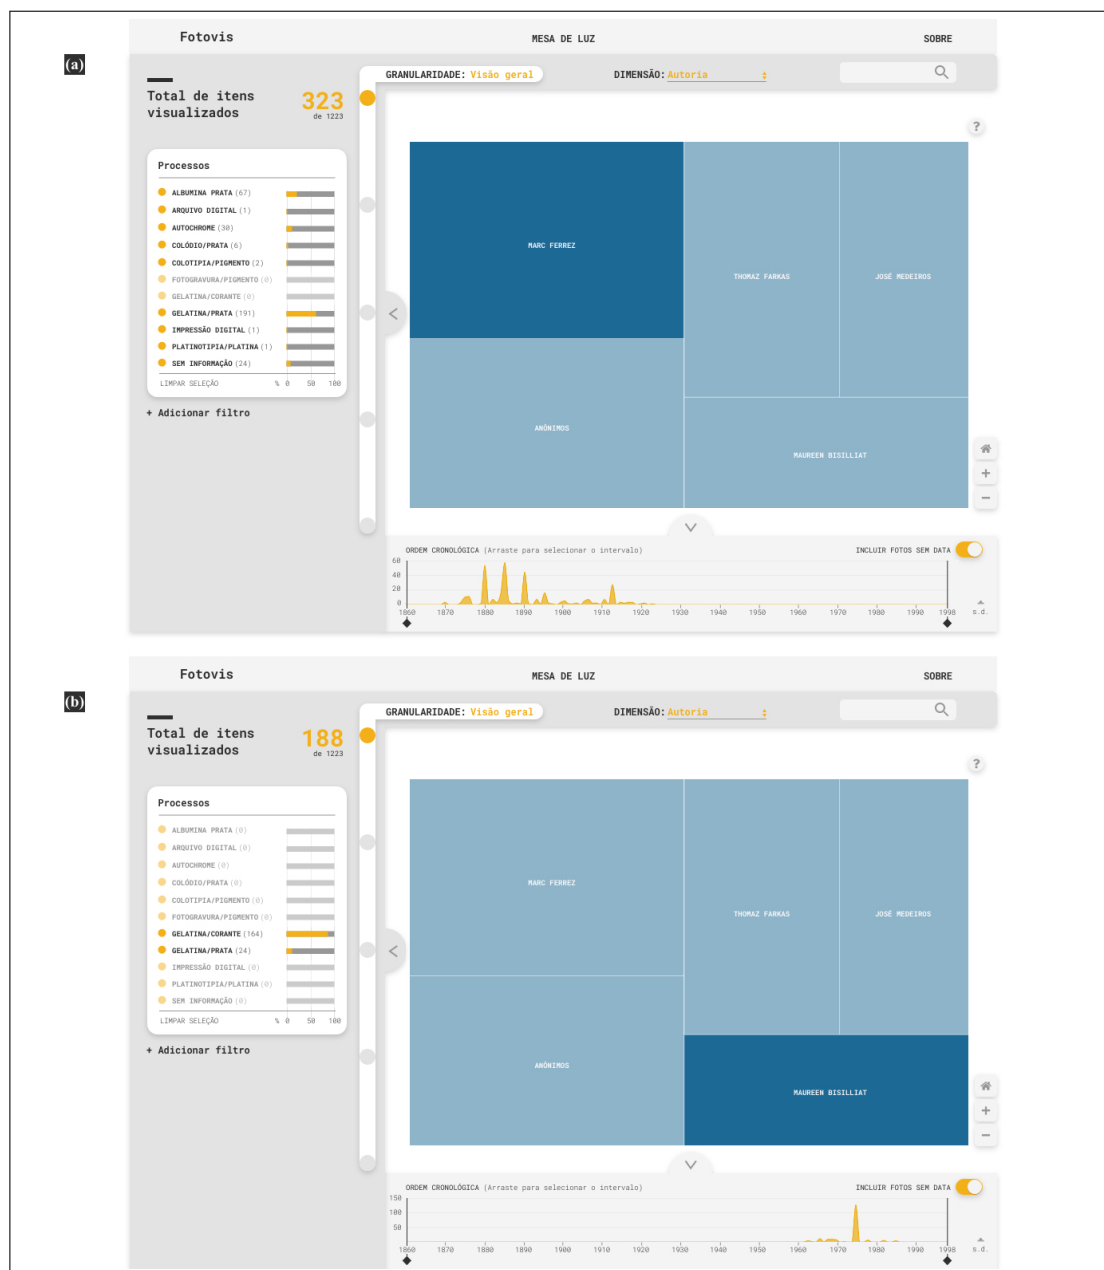 (a)
Fotovis
MESA DE LUZ
SOBRE
GRANULARIDADE: Visão geral
DIMENSÃO: Autoria
Total de itens
visualizados
323
de 1223
?
Processos
ALBUMINA PRATA (67)
ARQUIVO DIGITAL (1)
AUTOCHROME (30)
COLÓDIO/PRATA (6)
COLOTIPIA/PIGMENTO (2)
FOTOGRAVURA/PIGMENTO (0)
GELATINA/CORANTE (0)
GELATINA/PRATA (191)
IMPRESSÃO DIGITAL (1)
PLATINOTIPIA/PLATINA (1)
SEM INFORMAÇÃO (24)
LIMPAR SELEÇÃO
% 0 50 100
+ Adicionar filtro
MARC FERREZ
THOMAZ FARKAS
JOSÉ MEDEIROS
ANÔNIMOS
MAUREEN BISILLIAT
+
−
ORDEM CRONOLÓGICA (Arraste para selecionar o intervalo)
INCLUIR FOTOS SEM DATA
60
40
20
0
1860 1870 1880 1890 1900 1910 1920 1930 1940 1950 1960 1970 1980 1990 1998 s.d.
(b)
Fotovis
MESA DE LUZ
SOBRE
GRANULARIDADE: Visão geral
DIMENSÃO: Autoria
Total de itens
visualizados
188
de 1223
?
Processos
ALBUMINA PRATA (0)
ARQUIVO DIGITAL (0)
AUTOCHROME (0)
COLÓDIO/PRATA (0)
COLOTIPIA/PIGMENTO (0)
FOTOGRAVURA/PIGMENTO (0)
GELATINA/CORANTE (164)
GELATINA/PRATA (24)
IMPRESSÃO DIGITAL (0)
PLATINOTIPIA/PLATINA (0)
SEM INFORMAÇÃO (0)
LIMPAR SELEÇÃO
% 0 50 100
+ Adicionar filtro
MARC FERREZ
THOMAZ FARKAS
JOSÉ MEDEIROS
ANÔNIMOS
MAUREEN BISILLIAT
+
−
ORDEM CRONOLÓGICA (Arraste para selecionar o intervalo)
INCLUIR FOTOS SEM DATA
150
100
50
1860 1870 1880 1890 1900 1910 1920 1930 1940 1950 1960 1970 1980 1990 1998 s.d.